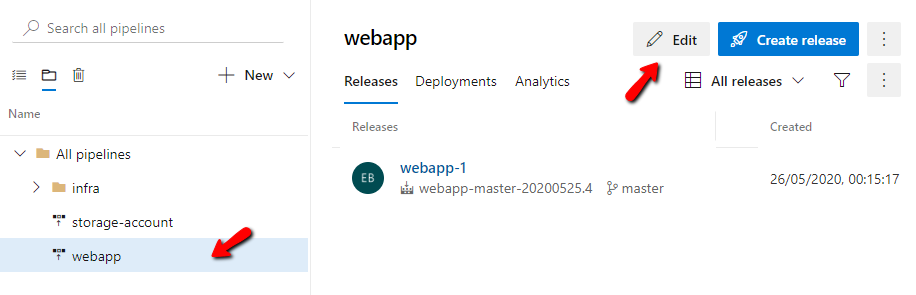 Search all pipelines
New
Name
All pipelines
infra
storage-account
webapp
webapp
Edit
Create release
Releases
Deployments
Analytics
All releases
Releases
Created
EB
webapp-1
webapp-master-20200525.4
master
26/05/2020, 00:15:17